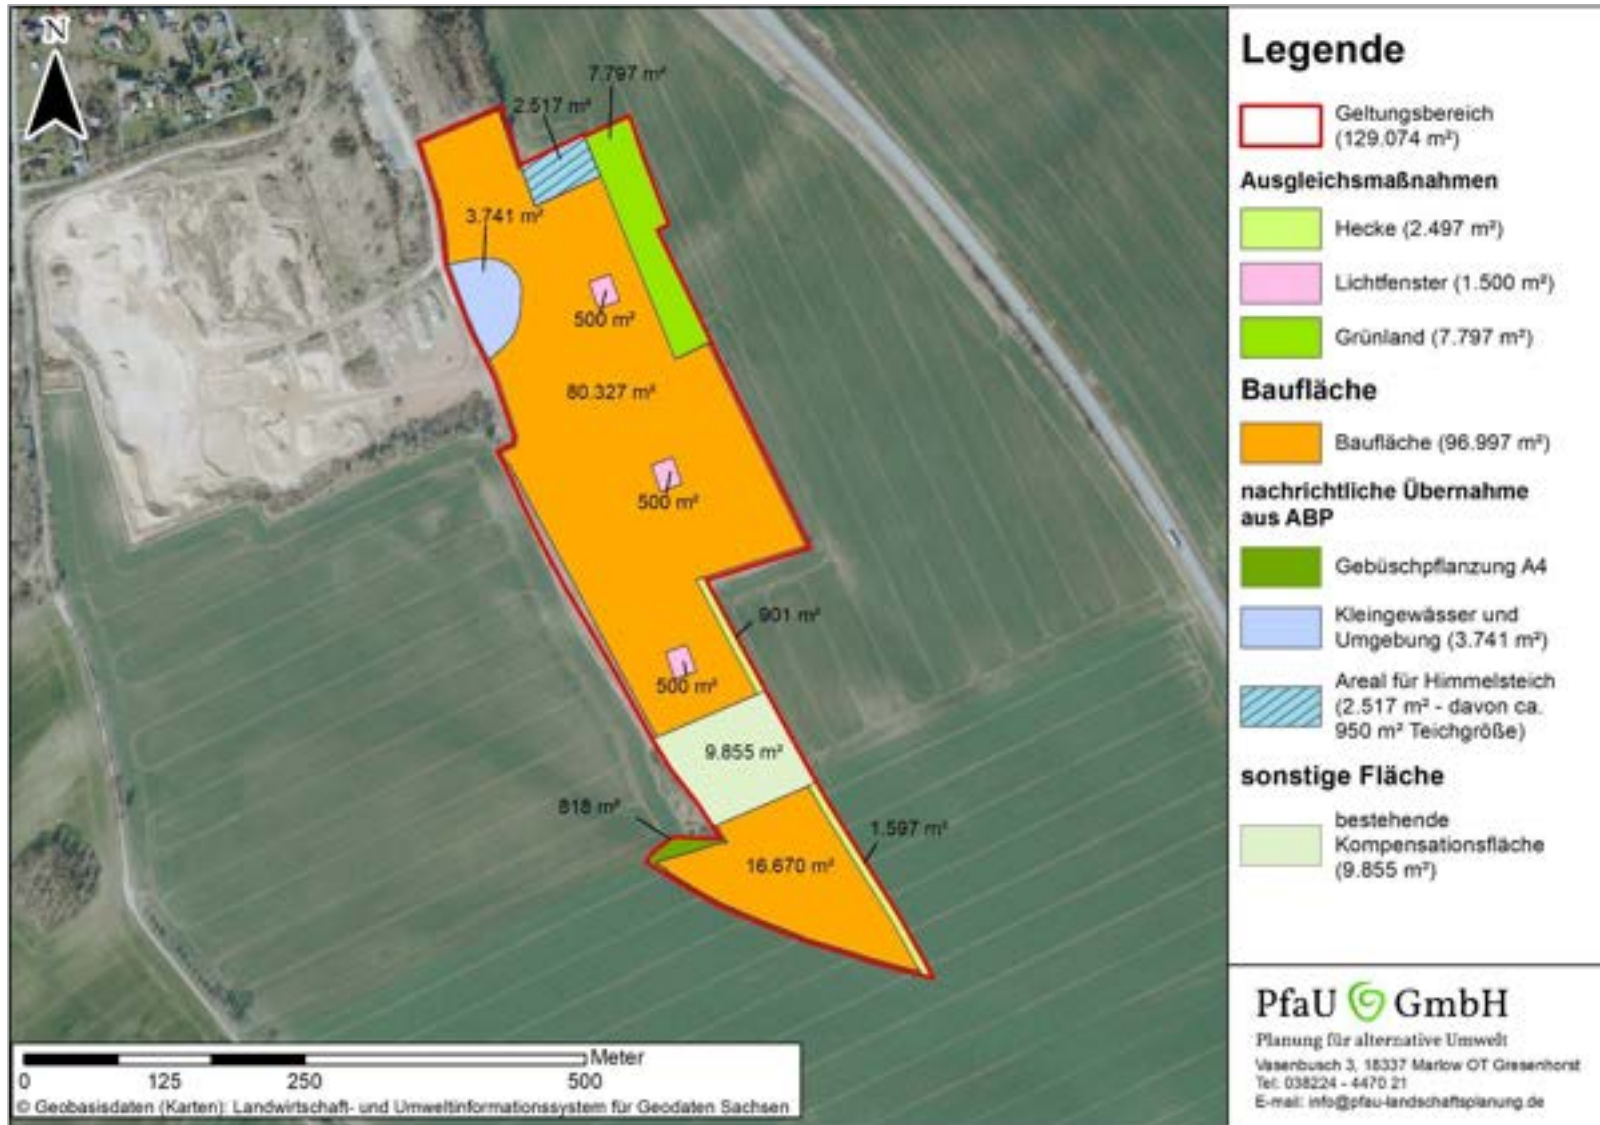 N
7.797 m²
2.517 m²
3.741 m²
500 m²
80.327 m²
500 m²
901 m²
500 m²
9.855 m²
818 m²
1.597 m²
16.670 m²
Meter
0 125 250 500
© Geobasisdaten (Karten): Landwirtschaft- und Umweltinformationssystem für Geodaten Sachsen
Legende
Geltungsbereich
(129.074 m²)
Ausgleichsmaßnahmen
Hecke (2.497 m²)
Lichtfenster (1.500 m²)
Grünland (7.797 m²)
Baufläche
Baufläche (96.997 m²)
nachrichtliche Übernahme
aus ABP
Gebüschpflanzung A4
Kleingewässer und
Umgebung (3.741 m²)
Areal für Himmelsteich
(2.517 m² - davon ca.
950 m² Teichgröße)
sonstige Fläche
bestehende
Kompensationsfläche
(9.855 m²)
PfaU GmbH
Planung für alternative Umwelt
Vasenbusch 3, 18337 Marlow OT Gresenhorst
Tel: 038224 - 4470 21
E-mail: info@pfau-landschaftsplanung.de